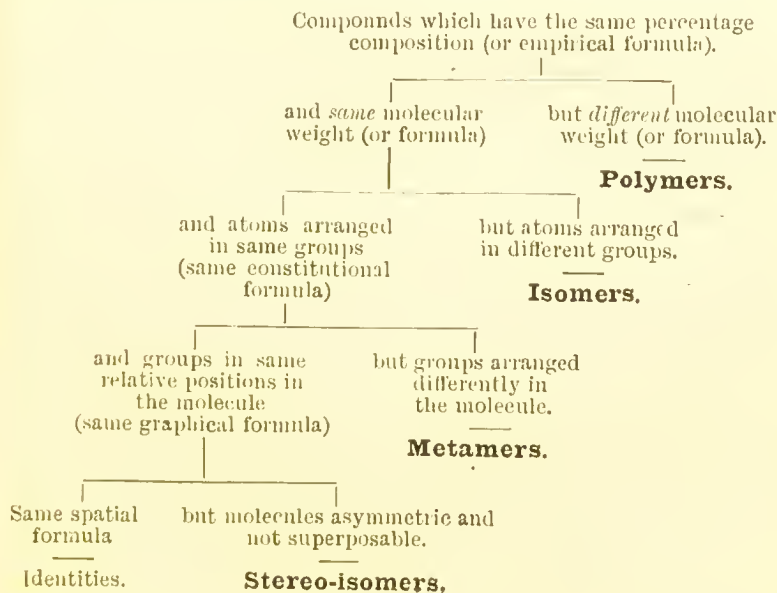 Compounds which have the same percentage
composition (or empirical formula).
and same molecular
weight (or formula)
but different molecular
weight (or formula).
Polymers.
and atoms arranged
in same groups
(same constitutional
formula)
but atoms arranged
in different groups.
Isomers.
and groups in same
relative positions in
the molecule
(same graphical formula)
but groups arranged
differently in
the molecule.
Metamers.
Same spatial
formula
Identities.
but molecules asymmetric and
not superposable.
Stereo-isomers.